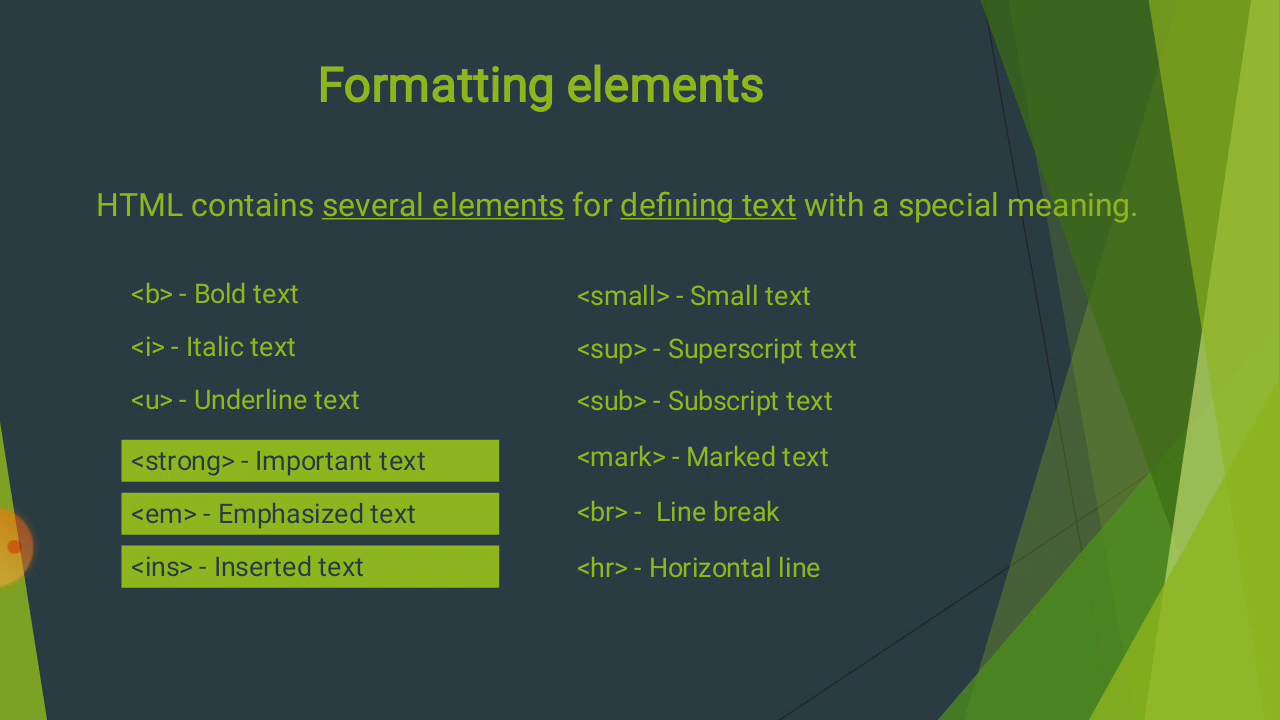 Formatting elements
HTML contains several elements for defining text with a special meaning.
<b> - Bold text
<i> - Italic text
<u> - Underline text
<strong> - Important text
<em> - Emphasized text
<ins> - Inserted text
<small> - Small text
<sup> - Superscript text
<sub> - Subscript text
<mark> - Marked text
<br> -  Line break
<hr> - Horizontal line